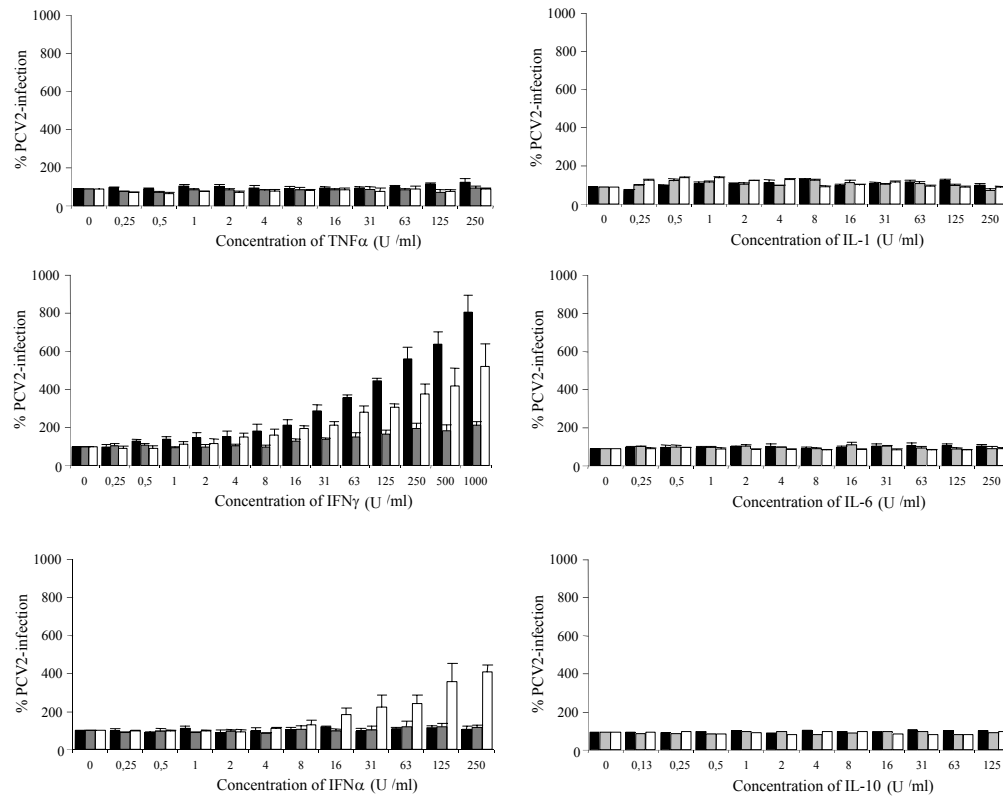 1000
800
600
400
200
0
% PCV2-infection
0 0,25 0,5 1 2 4 8 16 31 63 125 250
Concentration of TNFα (U /ml)
1000
800
600
400
200
0
% PCV2-infection
0 0,25 0,5 1 2 4 8 16 31 63 125 250
Concentration of IL-1 (U /ml)
1000
800
600
400
200
0
% PCV2-infection
0 0,25 0,5 1 2 4 8 16 31 63 125 250 500 1000
Concentration of IFNγ (U /ml)
1000
800
600
400
200
0
% PCV2-infection
0 0,25 0,5 1 2 4 8 16 31 63 125 250
Concentration of IL-6 (U /ml)
1000
800
600
400
200
0
% PCV2-infection
0 0,25 0,5 1 2 4 8 16 31 63 125 250
Concentration of IFNα (U /ml)
1000
800
600
400
200
0
% PCV2-infection
0 0,13 0,25 0,5 1 2 4 8 16 31 63 125
Concentration of IL-10 (U /ml)